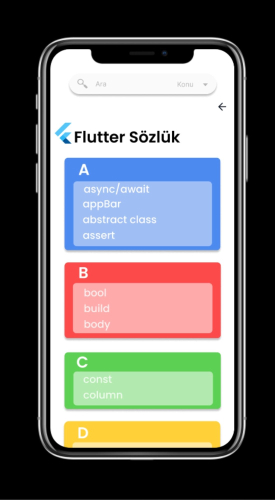 Ara
Konu
Flutter Sözlük
A
async/await
appBar
abstract class
assert
B
bool
build
body
C
const
column
D